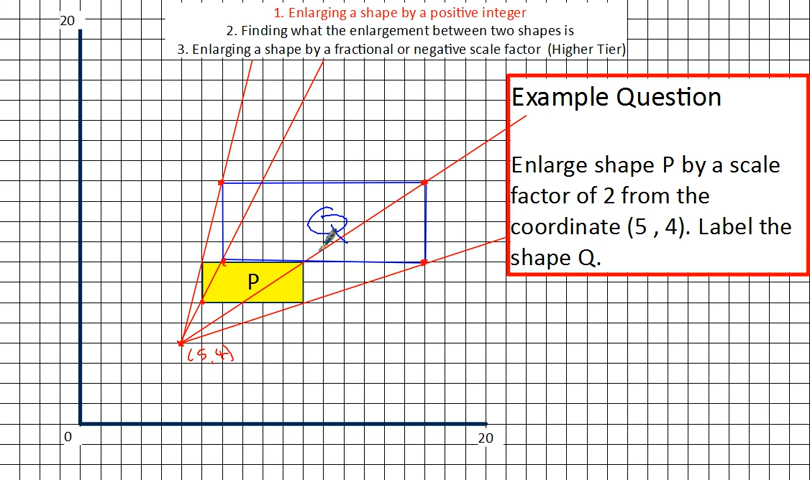 1. Enlarging a shape by a positive integer
2. Finding what the enlargement between two shapes is
3. Enlarging a shape by a fractional or negative scale factor (Higher Tier)
20
Example Question
Enlarge shape P by a scale
factor of 2 from the
coordinate (5 , 4). Label the
shape Q.
Q
P
(5,4)
0
20